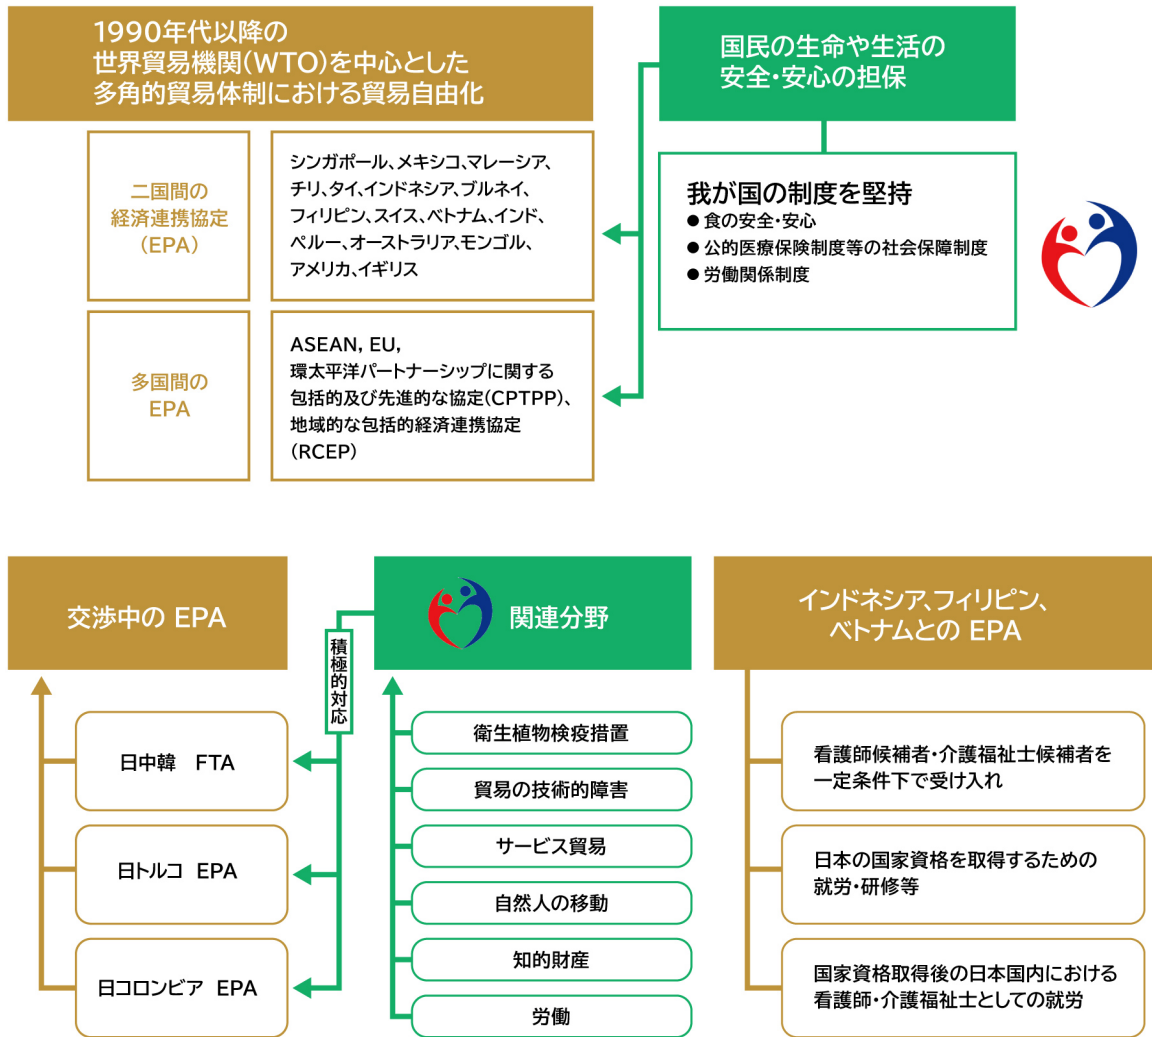 1990年代以降の
世界貿易機関(WTO)を中心とした
多角的貿易体制における貿易自由化
二国間の
経済連携協定
(EPA)
シンガポール、メキシコ、マレーシア、
チリ、タイ、インドネシア、ブルネイ、
フィリピン、スイス、ベトナム、インド、
ペルー、オーストラリア、モンゴル、
アメリカ、イギリス
多国間の
EPA
ASEAN, EU,
環太平洋パートナーシップに関する
包括的及び先進的な協定(CPTPP)、
地域的な包括的経済連携協定
(RCEP)
国民の生命や生活の
安全・安心の担保
我が国の制度を堅持
● 食の安全・安心
● 公的医療保険制度等の社会保障制度
● 労働関係制度
交渉中の EPA
日中韓 FTA
日トルコ EPA
日コロンビア EPA
積極的対応
関連分野
衛生植物検疫措置
貿易の技術的障害
サービス貿易
自然人の移動
知的財産
労働
インドネシア、フィリピン、
ベトナムとの EPA
看護師候補者・介護福祉士候補者を
一定条件下で受け入れ
日本の国家資格を取得するための
就労・研修等
国家資格取得後の日本国内における
看護師・介護福祉士としての就労